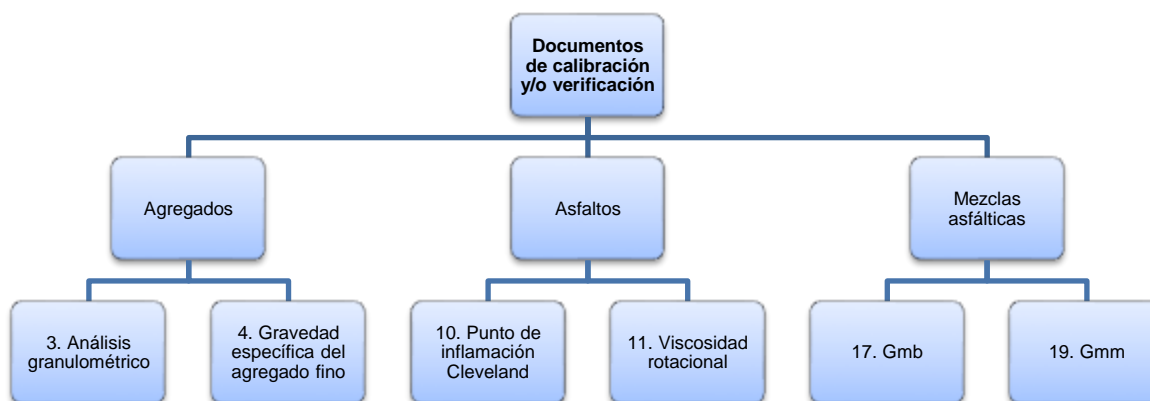 Documentos
de calibración
y/o verificación
Agregados
Asfaltos
Mezclas
asfálticas
3. Análisis
granulométrico
4. Gravedad
específica del
agregado fino
10. Punto de
inflamación
Cleveland
11. Viscosidad
rotacional
17. Gmb
19. Gmm